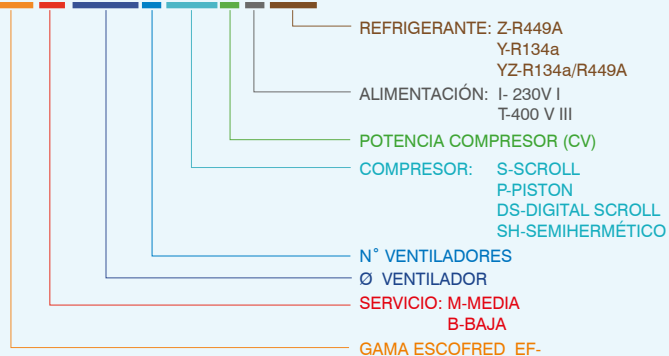 REFRIGERANTE: Z-R449A
Y-R134a
YZ-R134a/R449A
ALIMENTACIÓN: I- 230V I
T-400 V III
POTENCIA COMPRESOR (CV)
COMPRESOR: S-SCROLL
P-PISTON
DS-DIGITAL SCROLL
SH-SEMIHERMÉTICO
N° VENTILADORES
Ø VENTILADOR
SERVICIO: M-MEDIA
B-BAJA
GAMA ESCOFRED EF-